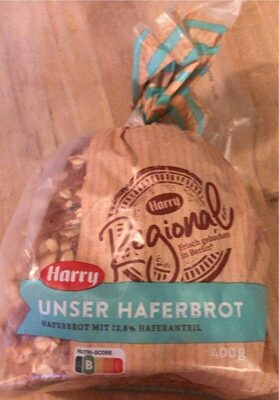 Harry
Regional
Frisch gebacken
in Berlin
Harry
UNSER HAFERBROT
HAFERBROT MIT 12,8% HAFERANTEIL
400g
NUTRI-SCORE
B